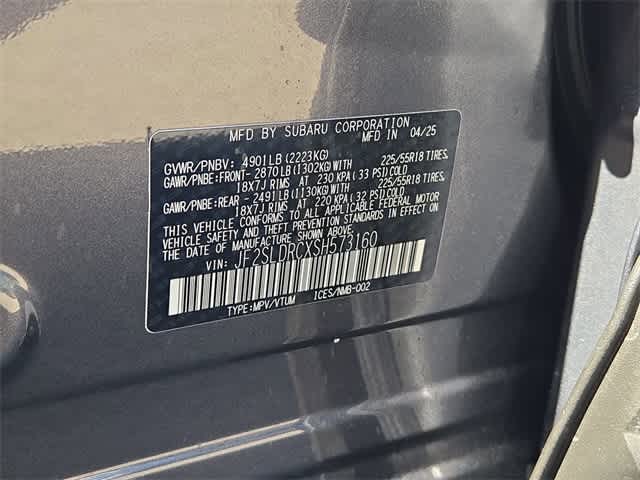 MFD BY SUBARU CORPORATION
MFD IN 04/25
GVWR/PNBV: 4901LB(2223KG)
GAWR/PNBE:FRONT- 2870LB(1302KG)WITH 225/55R18 TIRES,
18X7J RIMS AT 230 KPA(33 PSI)COLD
GAWR/PNBE:REAR - 2491LB(1130KG)WITH 225/55R18 TIRES,
18X7J RIMS AT 220 KPA(32 PSI)COLD
THIS VEHICLE CONFORMS TO ALL APPLICABLE FEDERAL MOTOR
VEHICLE SAFETY AND THEFT PREVENTION STANDARDS IN EFFECT
ON THE DATE OF MANUFACTURE SHOWN ABOVE.
VIN: JF2SLDRCXSH573160
TYPE:MPV/VTUM ICES/NMB-002